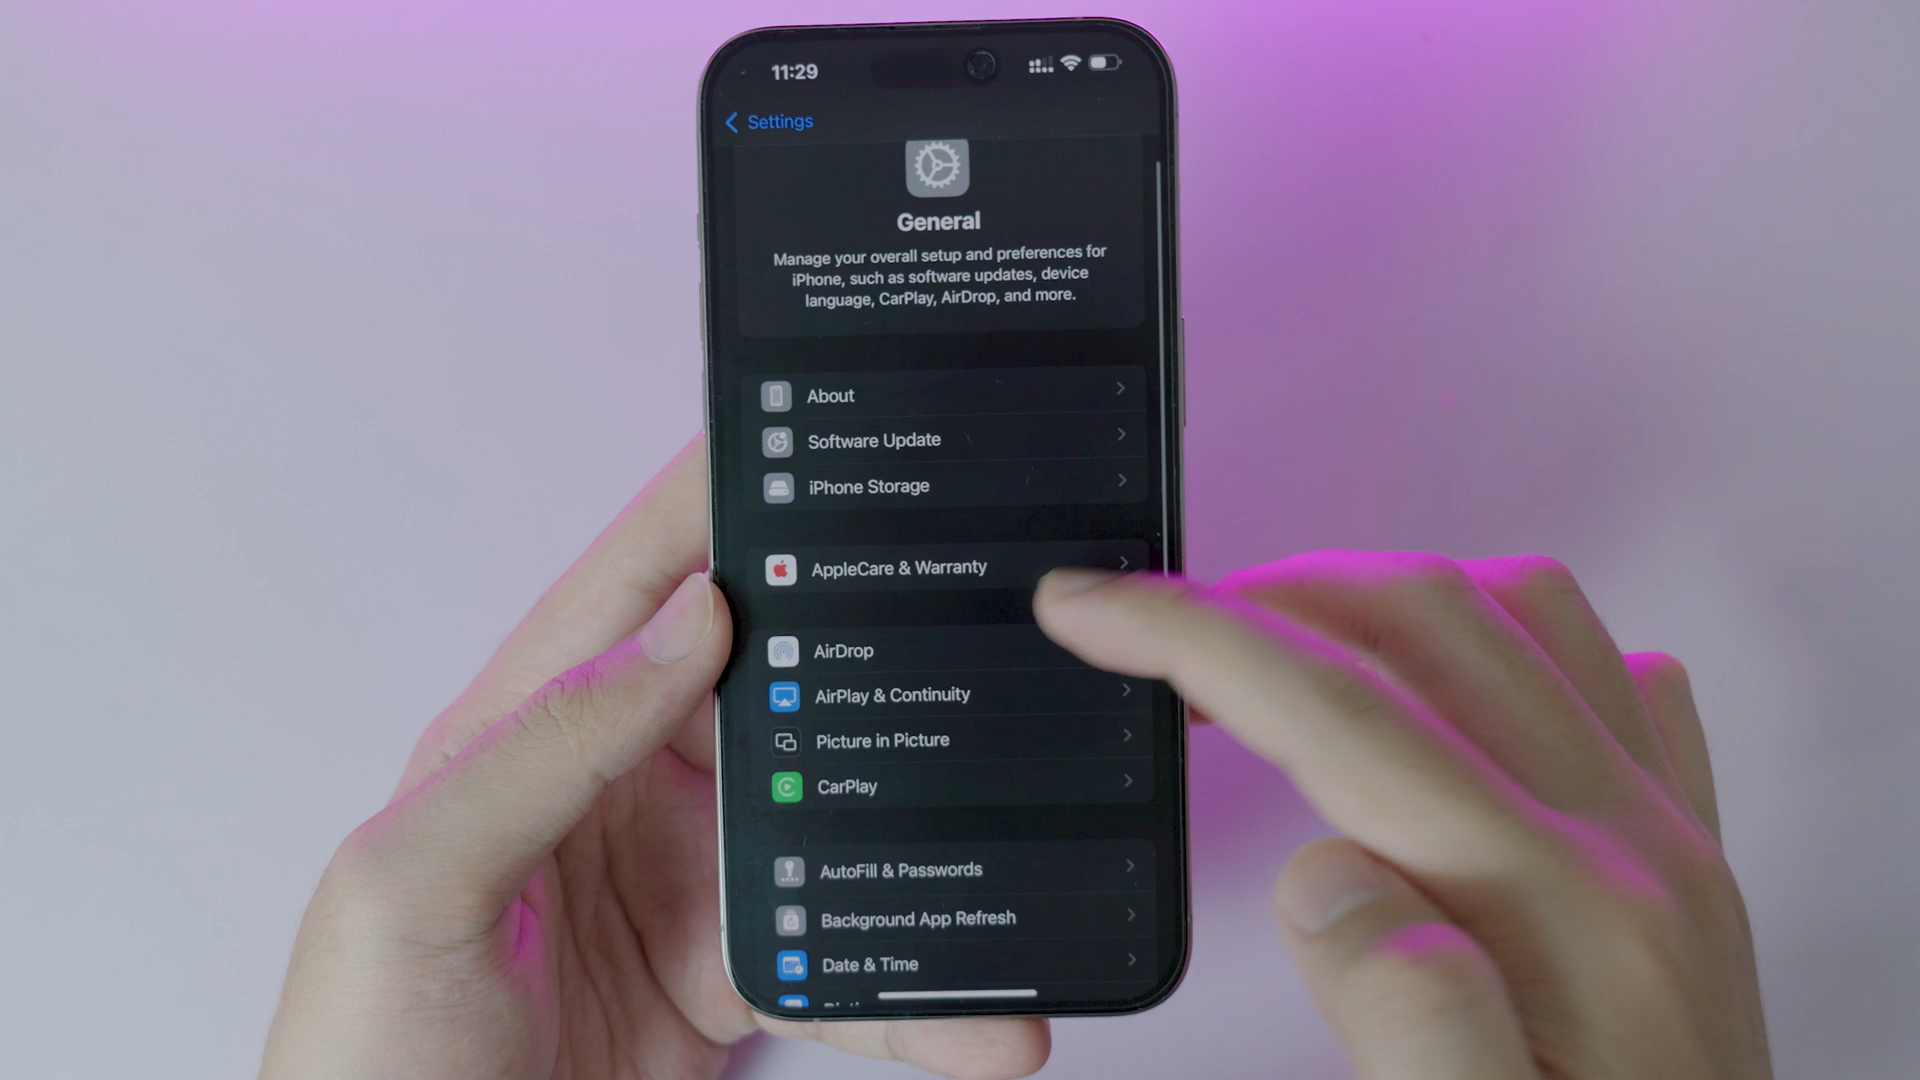 11:29
Settings
General
Manage your overall setup and preferences for
iPhone, such as software updates, device
language, CarPlay, AirDrop, and more.
About
Software Update
iPhone Storage
AppleCare & Warranty
AirDrop
AirPlay & Continuity
Picture in Picture
CarPlay
AutoFill & Passwords
Background App Refresh
Date & Time